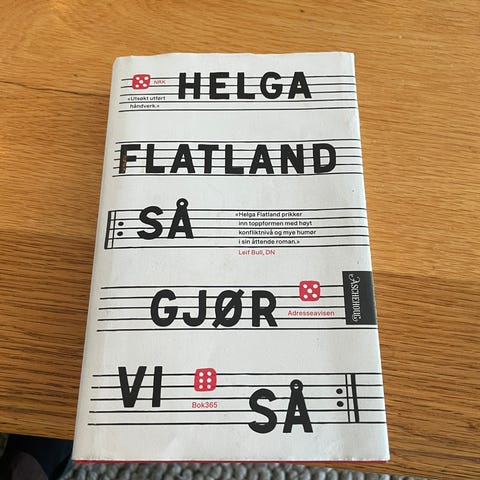 NRK
HELGA
«Utsøkt utført
håndverk.»
FLATLAND
SÅ
«Helga Flatland prikker
inn toppformen med høyt
konfliktnivå og mye humør
i sin åttende roman.»
Leif Bull, DN
ASCHEHOUG
GJØR
Adresseavisen
VI
Bok365
SÅ